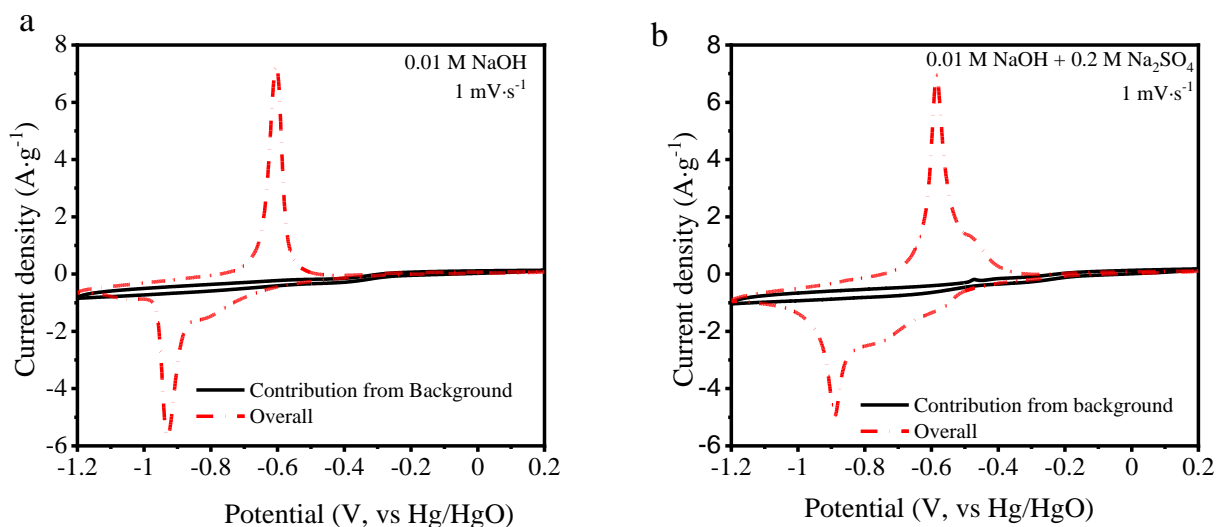 a
8
6
4
2
0
-2
-4
-6
Current density (A·g⁻¹)
0.01 M NaOH
1 mV·s⁻¹
Contribution from Background
Overall
-1.2 -1 -0.8 -0.6 -0.4 -0.2 0 0.2
Potential (V, vs Hg/HgO)
b
8
6
4
2
0
-2
-4
-6
Current density (A·g⁻¹)
0.01 M NaOH + 0.2 M Na₂SO₄
1 mV·s⁻¹
Contribution from background
Overall
-1.2 -1 -0.8 -0.6 -0.4 -0.2 0 0.2
Potential (V, vs Hg/HgO)